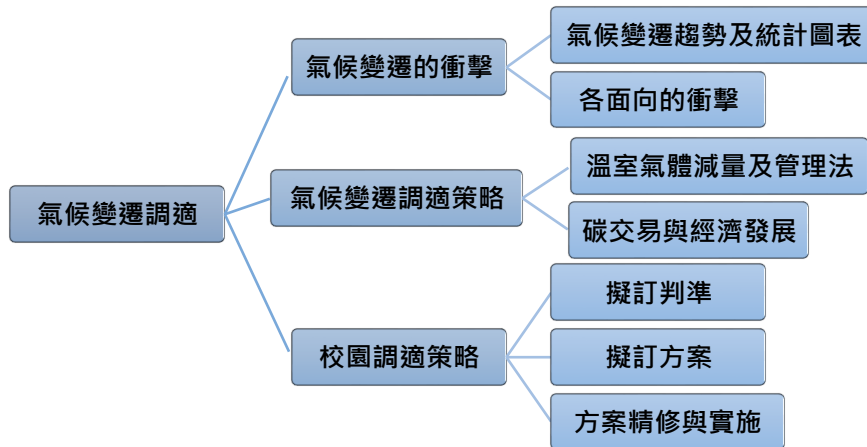 氣候變遷調適
氣候變遷的衝擊
氣候變遷趨勢及統計圖表
各面向的衝擊
氣候變遷調適策略
溫室氣體減量及管理法
碳交易與經濟發展
校園調適策略
擬訂判準
擬訂方案
方案精修與實施